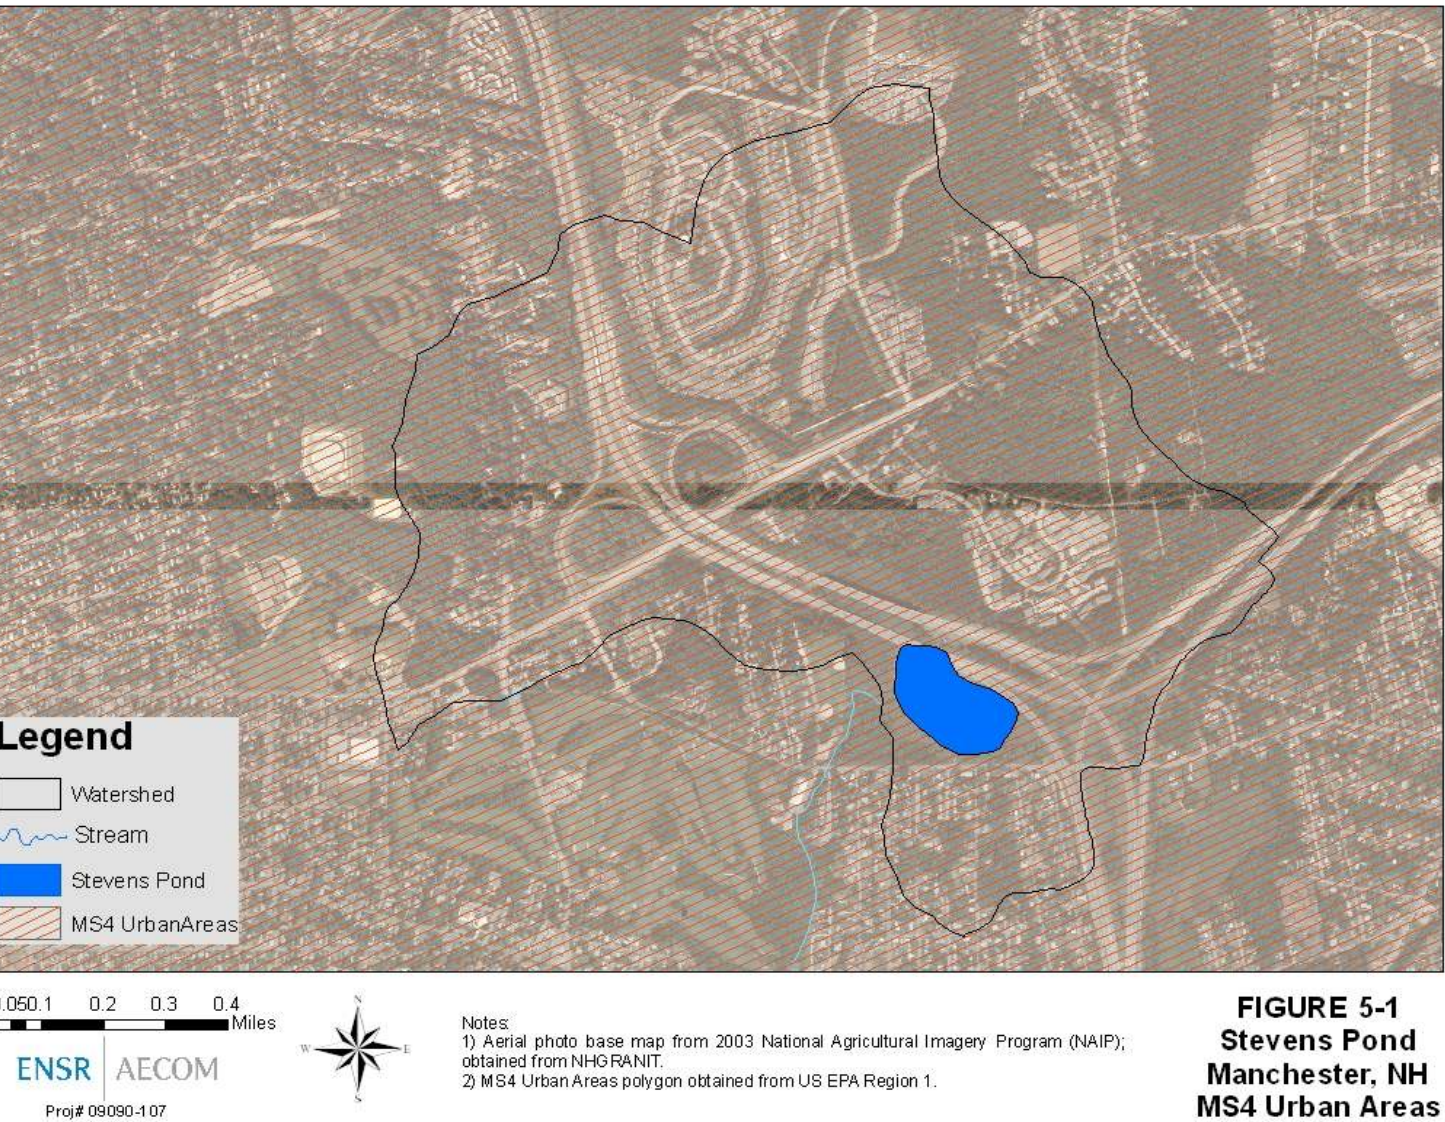 Legend
Watershed
Stream
Stevens Pond
MS4 UrbanAreas
0.1 0.2 0.3 0.4
Miles
N
W E
S
ENSR AECOM
Proj# 09090-107
Notes:
1) Aerial photo base map from 2003 National Agricultural Imagery Program (NAIP);
obtained from NHGRANIT.
2) MS4 Urban Areas polygon obtained from US EPA Region 1.
FIGURE 5-1
Stevens Pond
Manchester, NH
MS4 Urban Areas